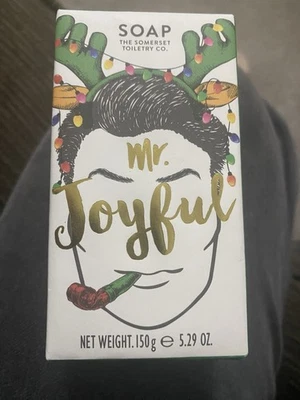 SOAP
THE SOMERSET
TOILETRY CO.
Mr.
Joyful
NET WEIGHT. 150g e 5.29 OZ.